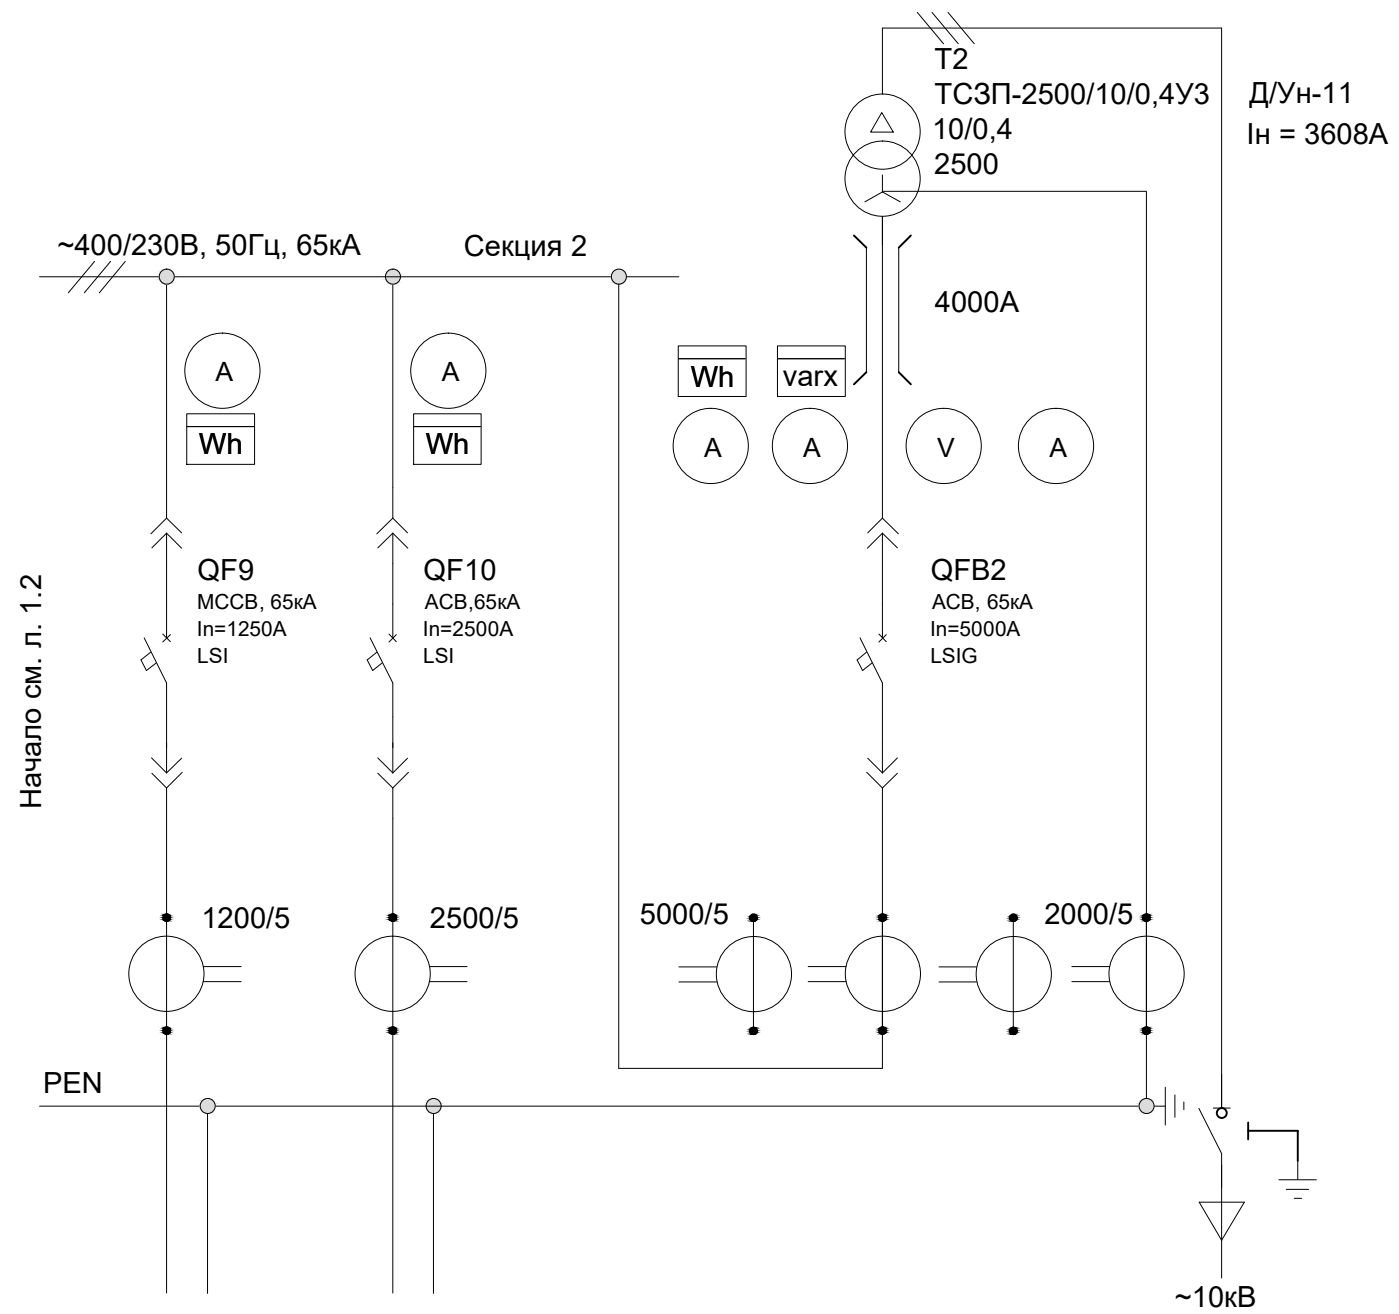 Т2
ТСЗП-2500/10/0,4У3
10/0,4
2500
Д/Ун-11
Iн = 3608А
~400/230В, 50Гц, 65кА
Секция 2
4000А
A
Wh
A
Wh
Wh
varx
A
A
V
A
Начало см. л. 1.2
QF9
MCCB, 65кА
In=1250A
LSI
QF10
ACB,65кА
In=2500A
LSI
QFB2
ACB, 65кА
In=5000A
LSIG
1200/5
2500/5
5000/5
2000/5
PEN
~10кВ